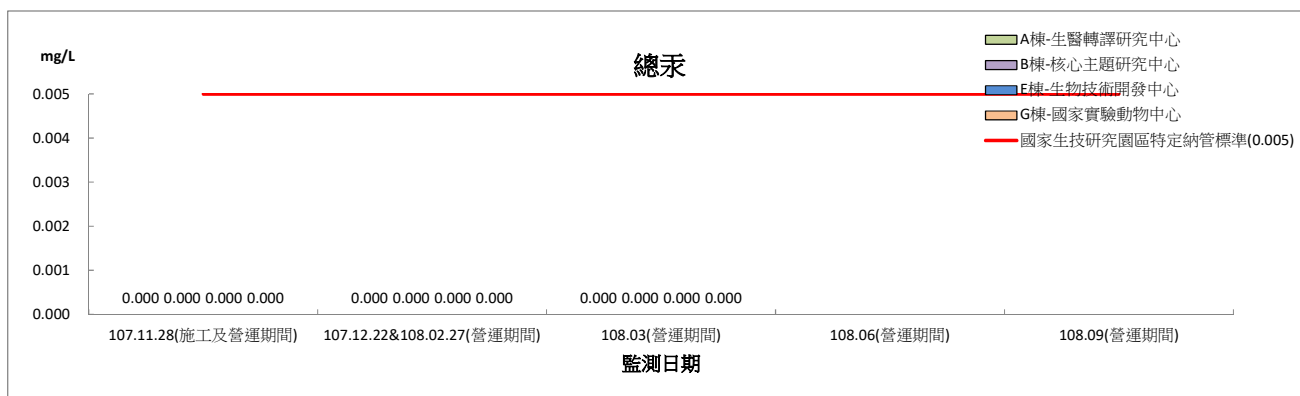 總汞
mg/L
A棟-生醫轉譯研究中心
B棟-核心主題研究中心
E棟-生物技術開發中心
G棟-國家實驗動物中心
國家生技研究園區特定納管標準(0.005)
0.005
0.004
0.003
0.002
0.001
0.000
0.000 0.000 0.000 0.000
0.000 0.000 0.000 0.000
0.000 0.000 0.000 0.000
107.11.28(施工及營運期間)
107.12.22&108.02.27(營運期間)
108.03(營運期間)
108.06(營運期間)
108.09(營運期間)
監測日期